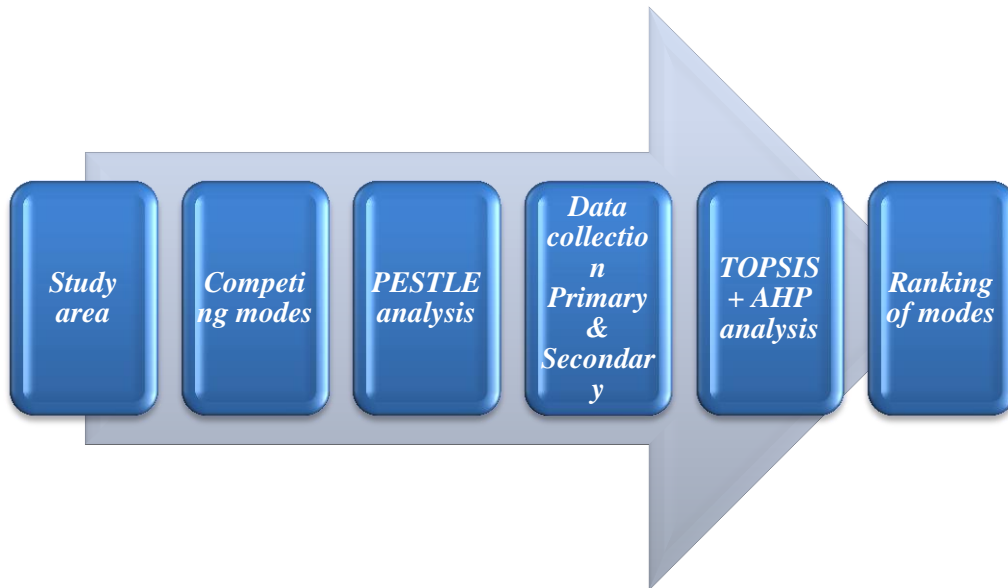 Study
area
Competi
ng modes
PESTLE
analysis
Data
collectio
n
Primary
&
Secondar
y
TOPSIS
+ AHP
analysis
Ranking
of modes